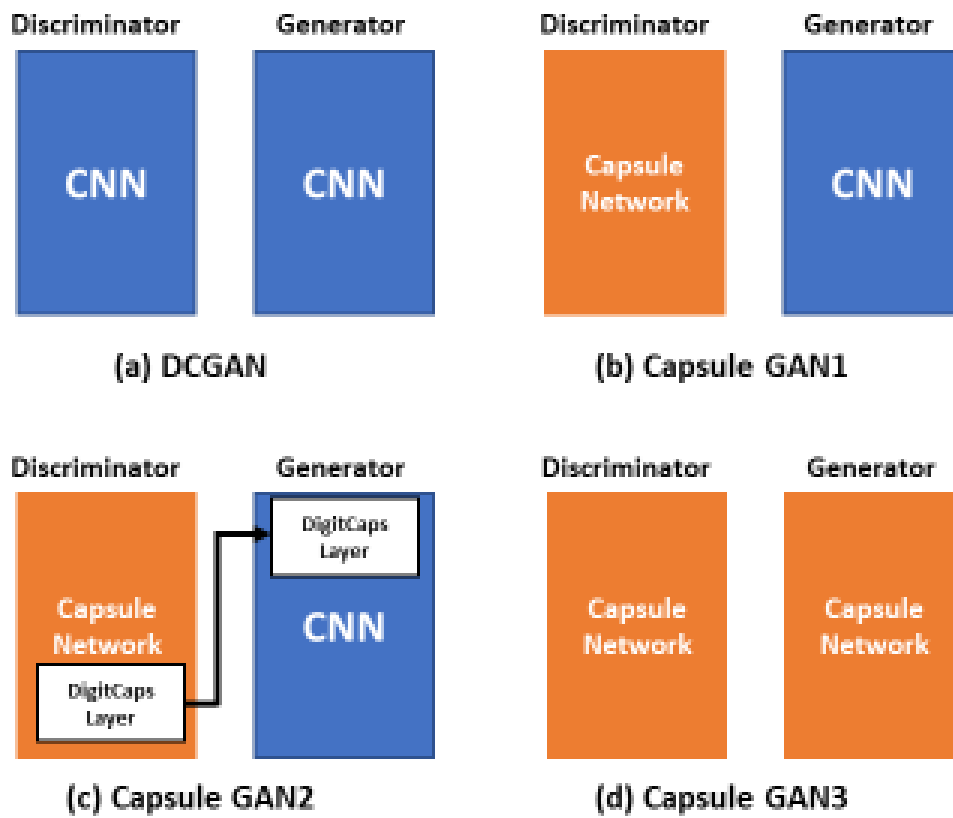 Discriminator Generator
CNN
CNN
(a) DCGAN
Discriminator Generator
Capsule
Network
CNN
(b) Capsule GAN1
Discriminator Generator
Capsule
Network
DigitCaps
Layer
DigitCaps
Layer
CNN
(c) Capsule GAN2
Discriminator Generator
Capsule
Network
Capsule
Network
(d) Capsule GAN3